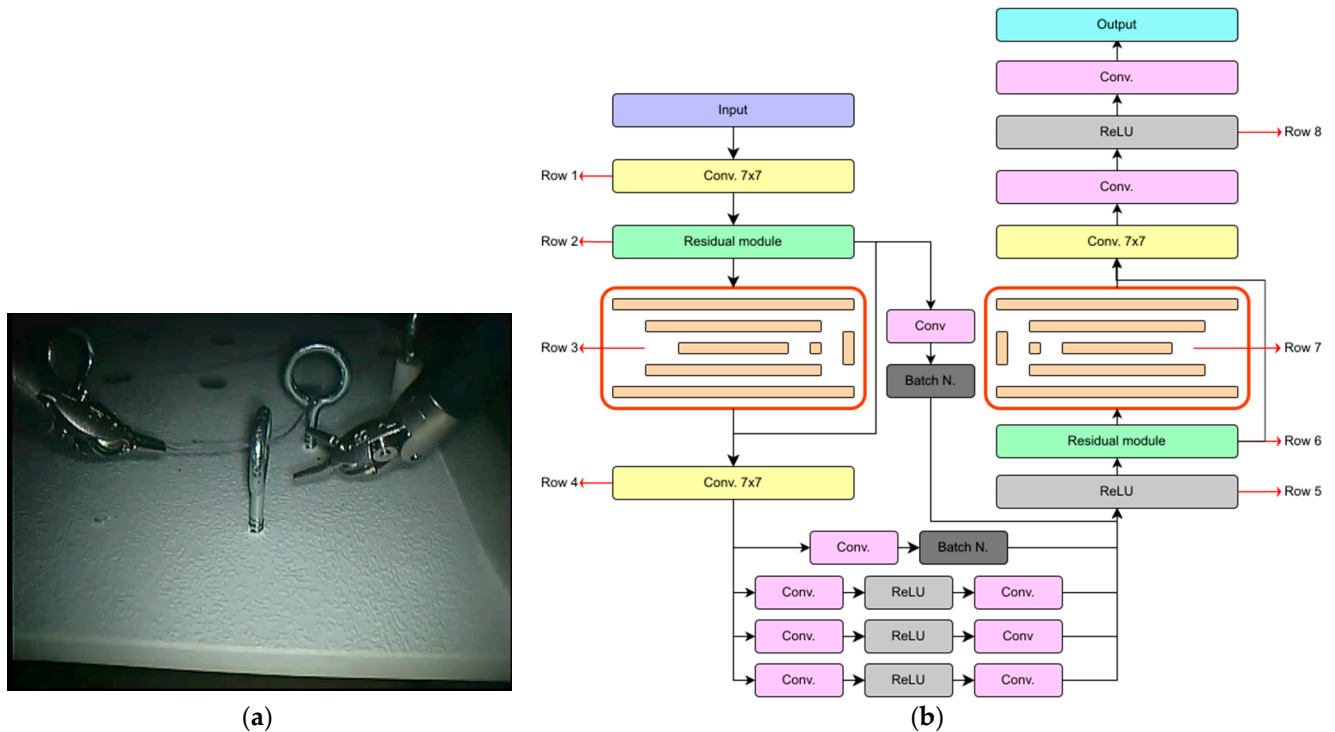 Output
Conv.
Input
ReLU
Row 8
Row 1
Conv. 7x7
Conv.
Row 2
Residual module
Conv. 7x7
Conv
Row 3
Row 7
Batch N.
Residual module
Row 6
Row 4
Conv. 7x7
ReLU
Row 5
Conv.
Batch N.
Conv.
ReLU
Conv.
Conv.
ReLU
Conv
Conv.
ReLU
Conv.
(a)
(b)